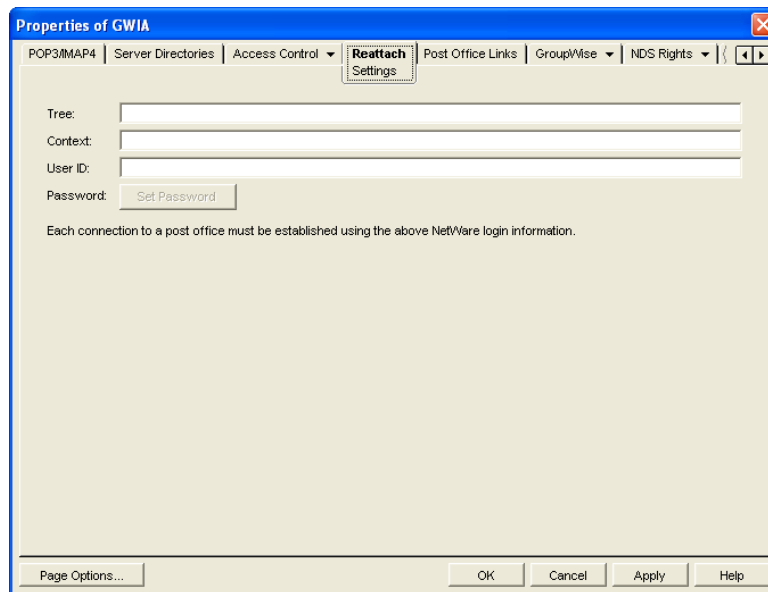 Properties of GWIA
POP3/IMAP4 Server Directories Access Control Reattach Post Office Links GroupWise NDS Rights
Settings
Tree:
Context:
User ID:
Password: Set Password
Each connection to a post office must be established using the above NetWare login information.
Page Options... OK Cancel Apply Help